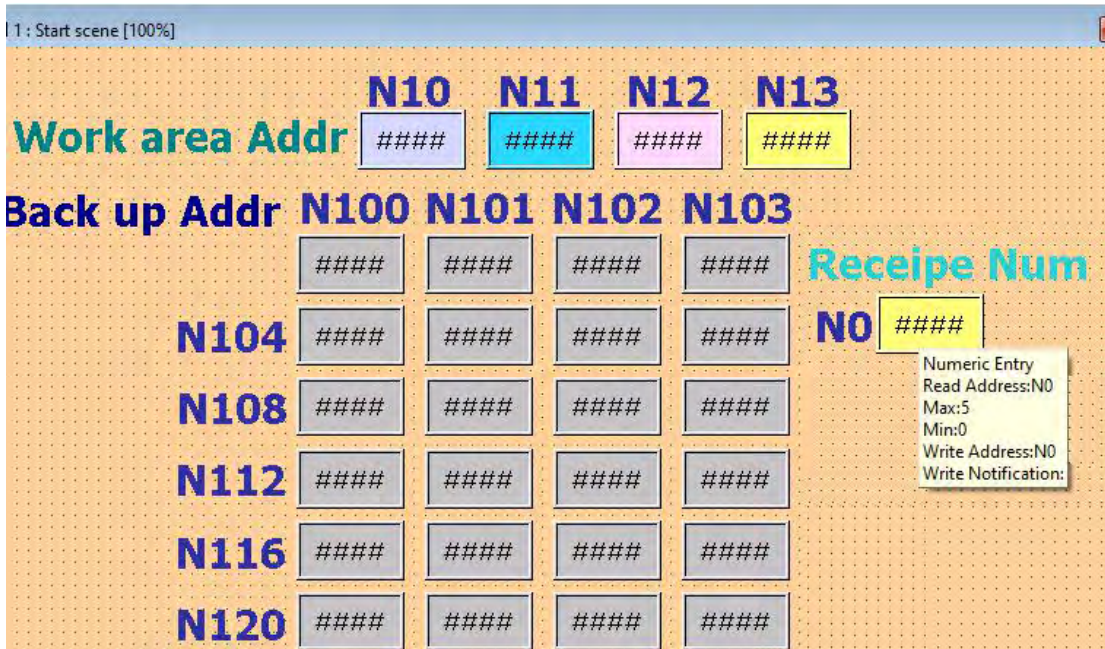 1 : Start scene [100%]
N10 N11 N12 N13
Work area Addr #### #### #### ####
Back up Addr N100 N101 N102 N103
#### #### #### ####
Receipe Num
N104 #### #### #### ####
N0 ####
Numeric Entry
Read Address:N0
Max:5
Min:0
Write Address:N0
Write Notification:
N108 #### #### #### ####
N112 #### #### #### ####
N116 #### #### #### ####
N120 #### #### #### ####